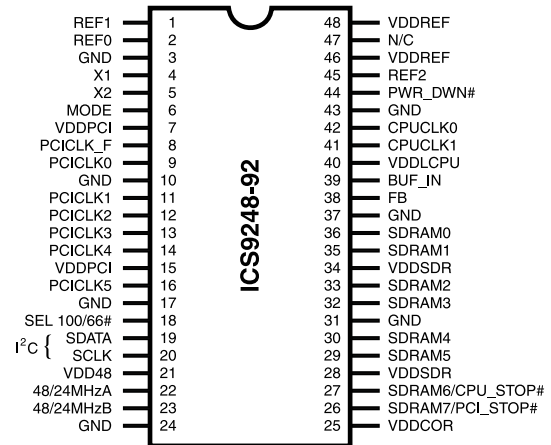 REF1 1 48 VDDREF
REF0 2 47 N/C
GND 3 46 VDDREF
X1 4 45 REF2
X2 5 44 PWR_DWN#
MODE 6 43 GND
VDDPCI 7 42 CPUCLK0
PCICLK_F 8 41 CPUCLK1
PCICLK0 9 40 VDDLCPU
GND 10 39 BUF_IN
PCICLK1 11 38 FB
PCICLK2 12 37 GND
PCICLK3 13 36 SDRAM0
PCICLK4 14 35 SDRAM1
VDDPCI 15 34 VDDSDR
PCICLK5 16 33 SDRAM2
GND 17 32 SDRAM3
SEL 100/66# 18 31 GND
I²C { SDATA 19 30 SDRAM4
SCLK 20 29 SDRAM5
VDD48 21 28 VDDSDR
48/24MHzA 22 27 SDRAM6/CPU_STOP#
48/24MHzB 23 26 SDRAM7/PCI_STOP#
GND 24 25 VDDCOR
ICS9248-92